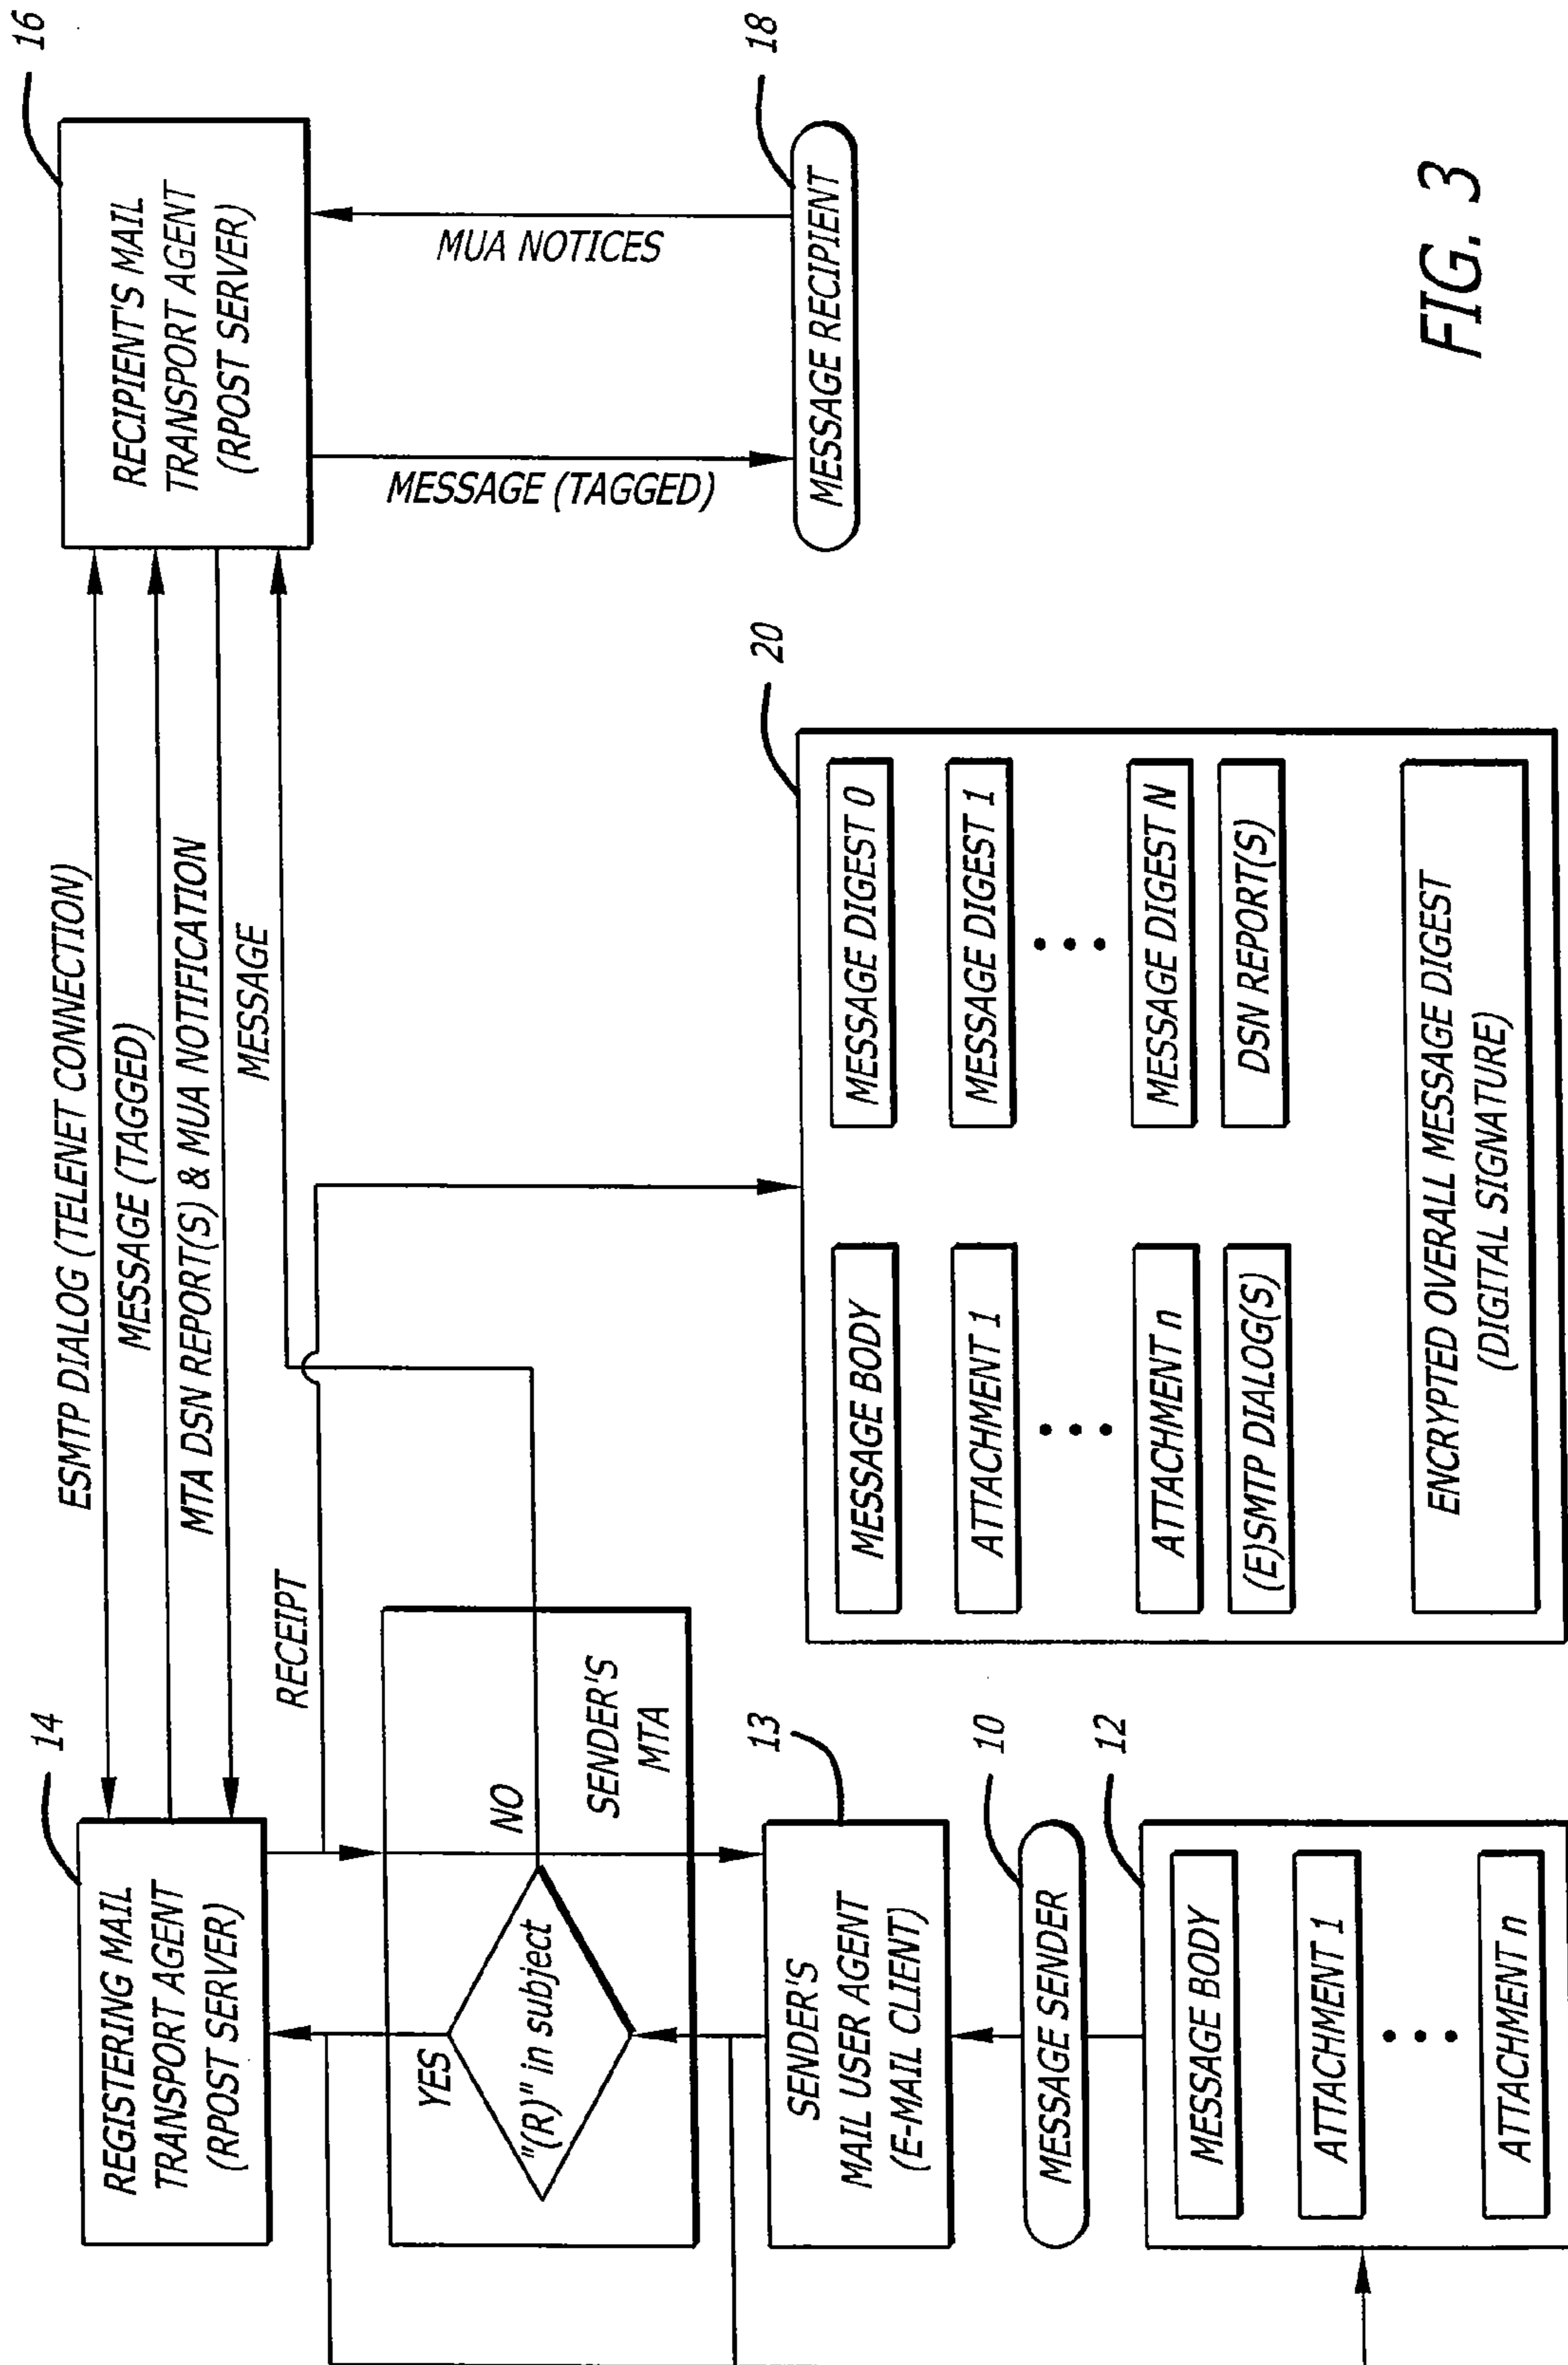 14
REGISTERING MAIL
TRANSPORT AGENT
(RPOST SERVER)
ESMTP DIALOG (TELENET CONNECTION)
MESSAGE (TAGGED)
MTA DSN REPORT(S) & MUA NOTIFICATION
MESSAGE
16
RECIPIENT'S MAIL
TRANSPORT AGENT
(RPOST SERVER)
RECEIPT
YES
"(R)" in subject
NO
SENDER'S
MTA
MESSAGE (TAGGED)
MUA NOTICES
13
SENDER'S
MAIL USER AGENT
(E-MAIL CLIENT)
18
MESSAGE RECIPIENT
10
MESSAGE SENDER
12
MESSAGE BODY
ATTACHMENT 1
ATTACHMENT n
20
MESSAGE BODY
MESSAGE DIGEST 0
ATTACHMENT 1
MESSAGE DIGEST 1
ATTACHMENT n
MESSAGE DIGEST N
(E)SMTP DIALOG(S)
DSN REPORT(S)
ENCRYPTED OVERALL MESSAGE DIGEST
(DIGITAL SIGNATURE)
FIG. 3